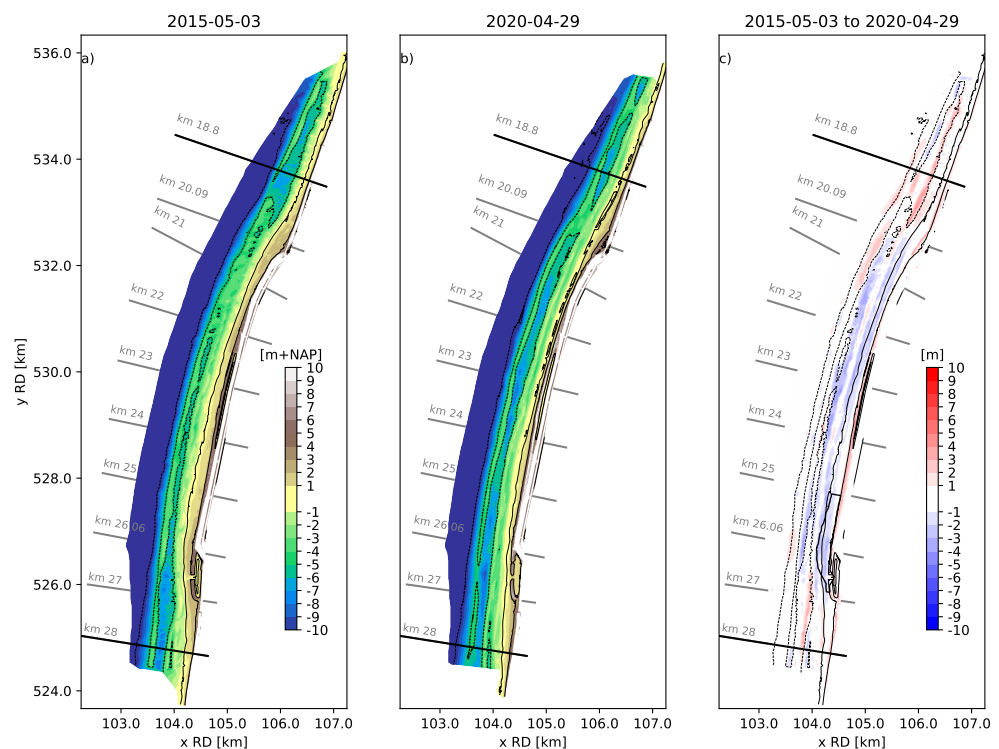 2015-05-03
2020-04-29
2015-05-03 to 2020-04-29
a)
b)
c)
y RD [km]
536.0
534.0
532.0
530.0
528.0
526.0
524.0
km 18.8
km 20.09
km 21
km 22
km 23
km 24
km 25
km 26.06
km 27
km 28
[m+NAP]
10
9
8
7
6
5
4
3
2
1
-1
-2
-3
-4
-5
-6
-7
-8
-9
-10
103.0 104.0 105.0 106.0 107.0
x RD [km]
km 18.8
km 20.09
km 21
km 22
km 23
km 24
km 25
km 26.06
km 27
km 28
103.0 104.0 105.0 106.0 107.0
x RD [km]
km 18.8
km 20.09
km 21
km 22
km 23
km 24
km 25
km 26.06
km 27
km 28
[m]
10
9
8
7
6
5
4
3
2
1
-1
-2
-3
-4
-5
-6
-7
-8
-9
-10
103.0 104.0 105.0 106.0 107.0
x RD [km]